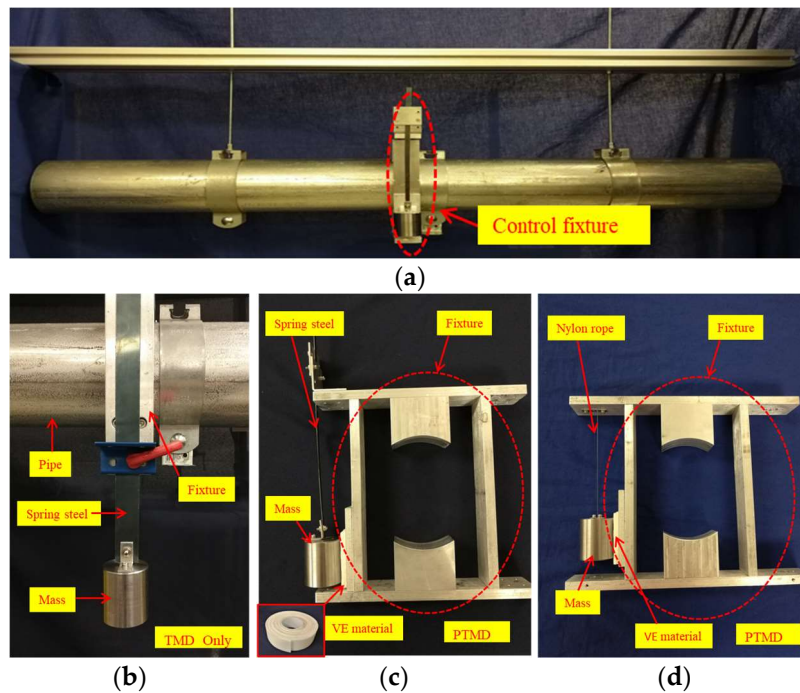 Control fixture
(a)
Pipe
Fixture
Spring steel
Mass
TMD Only
Spring steel
Fixture
Mass
VE material
PTMD
Nylon rope
Fixture
Mass
VE material
PTMD
(b)
(c)
(d)